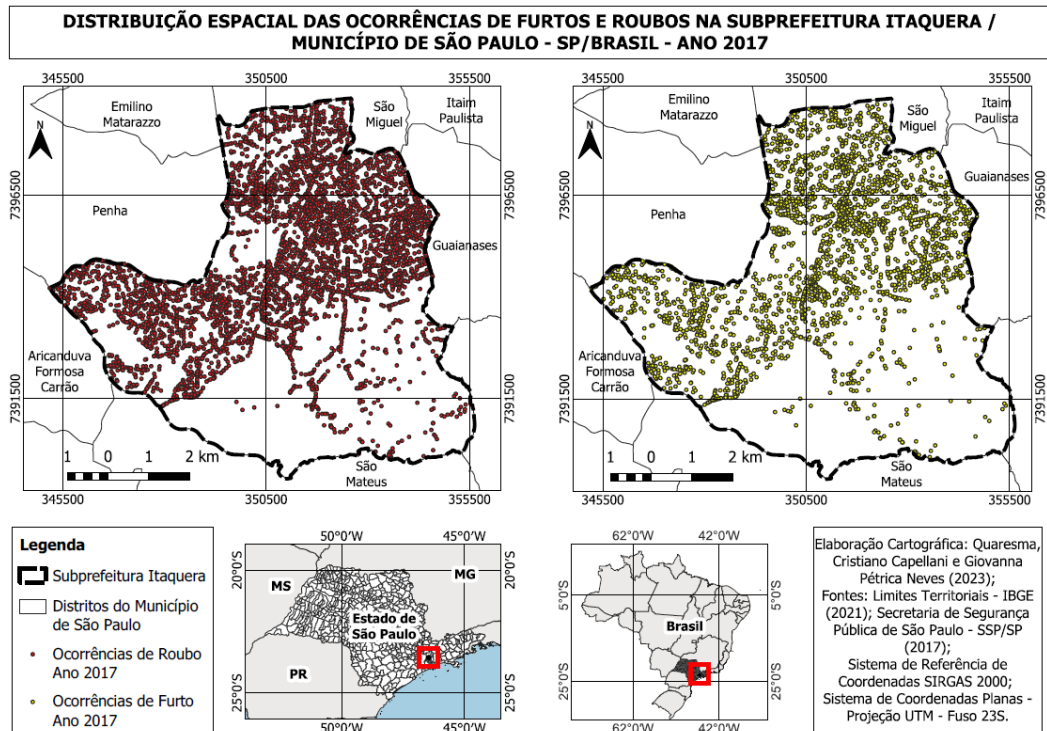 DISTRIBUIÇÃO ESPACIAL DAS OCORRÊNCIAS DE FURTOS E ROUBOS NA SUBPREFEITURA ITAQUERA /
MUNICÍPIO DE SÃO PAULO - SP/BRASIL - ANO 2017
345500 350500 355500
Emilino
Matarazzo
São
Miguel
Itaim
Paulista
N
7396500
7396500
Penha
Guaianases
Aricanduva
Formosa
Carrão
7391500
7391500
1 0 1 2 km
São
Mateus
345500 350500 355500
345500 350500 355500
Emilino
Matarazzo
São
Miguel
Itaim
Paulista
N
Guaianases
7396500
7396500
Penha
Aricanduva
Formosa
Carrão
7391500
7391500
1 0 1 2 km
São
Mateus
345500 350500 355500
Legenda
Subprefeitura Itaquera
Distritos do Município
de São Paulo
Ocorrências de Roubo
Ano 2017
Ocorrências de Furto
Ano 2017
50°0'W 45°0'W
20°0'S
20°0'S
MS
MG
Estado de
São Paulo
PR
25°0'S
25°0'S
50°0'W 45°0'W
62°0'W 42°0'W
5°0'S
5°0'S
Brasil
25°0'S
25°0'S
62°0'W 42°0'W
Elaboração Cartográfica: Quaresma,
Cristiano Capellani e Giovanna
Pétrica Neves (2023);
Fontes: Limites Territoriais - IBGE
(2021); Secretaria de Segurança
Pública de São Paulo - SSP/SP
(2017);
Sistema de Referência de
Coordenadas SIRGAS 2000;
Sistema de Coordenadas Planas -
Projeção UTM - Fuso 23S.